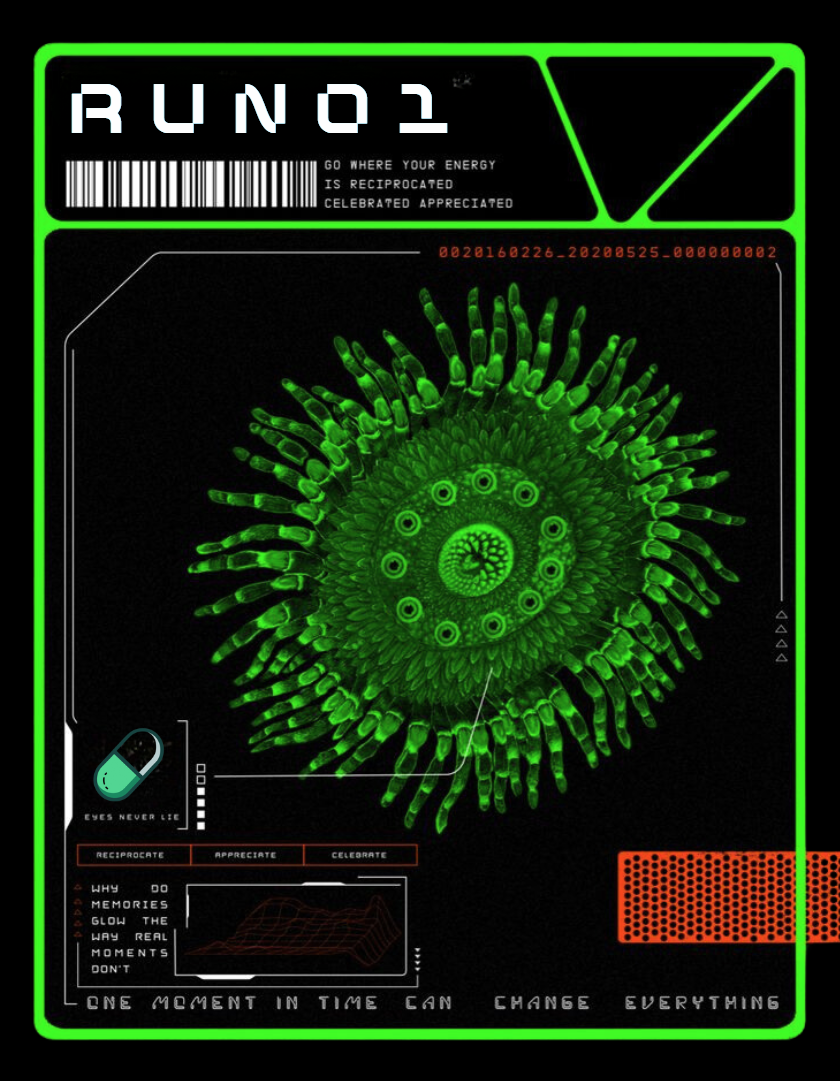 RUN01
GO WHERE YOUR ENERGY
IS RECIPROCATED
CELEBRATED APPRECIATED
0020160226_20200525_000000002
EYES NEVER LIE
RECIPROCATE APPRECIATE CELEBRATE
WHY DO
MEMORIES
GLOW THE
WAY REAL
MOMENTS
DON'T
ONE MOMENT IN TIME CAN CHANGE EVERYTHING